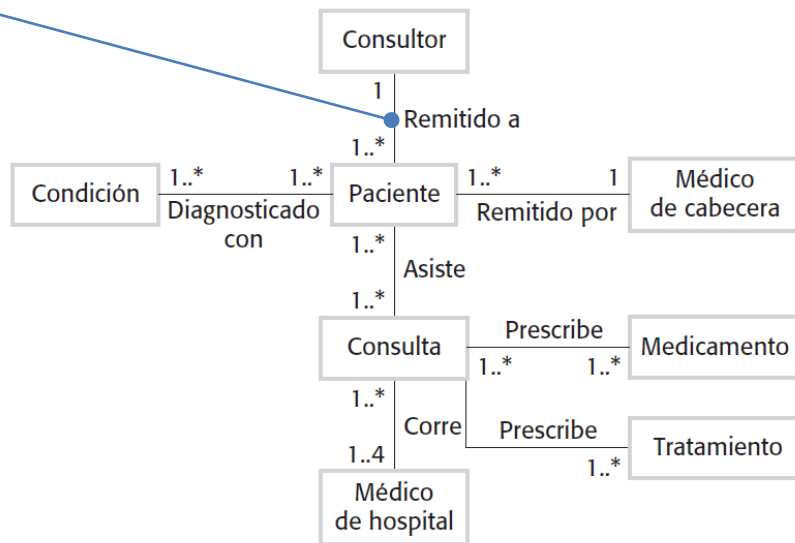 Consultor
1
Remitido a
1..*
Condición
1..*
1..*
Diagnosticado
con
Paciente
1..*
1
Remitido por
Médico
de cabecera
1..*
Asiste
1..*
Consulta
Prescribe
1..*
1..*
Medicamento
1..*
Corre
1..4
Prescribe
1..*
Tratamiento
Médico
de hospital